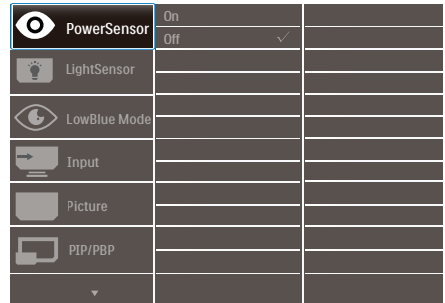 PowerSensor
On
Off
LightSensor
LowBlue Mode
Input
Picture
PIP/PBP